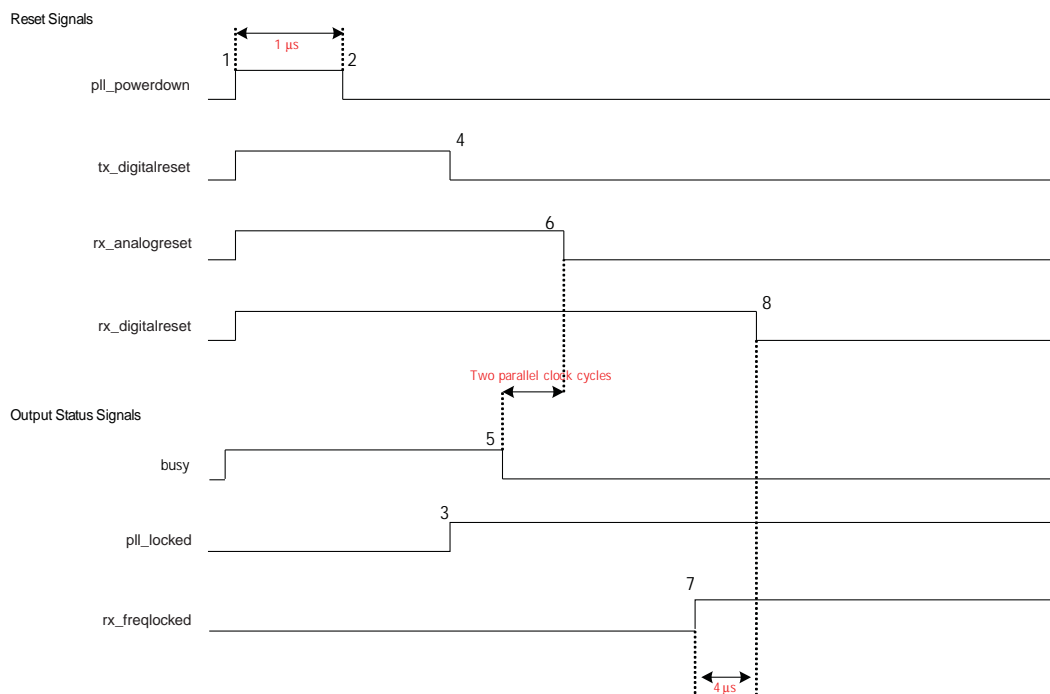 Reset Signals
1 μs
1
2
pll_powerdown
4
tx_digitalreset
6
rx_analogreset
8
rx_digitalreset
Two parallel clock cycles
Output Status Signals
5
busy
3
pll_locked
7
rx_freqlocked
4 μs